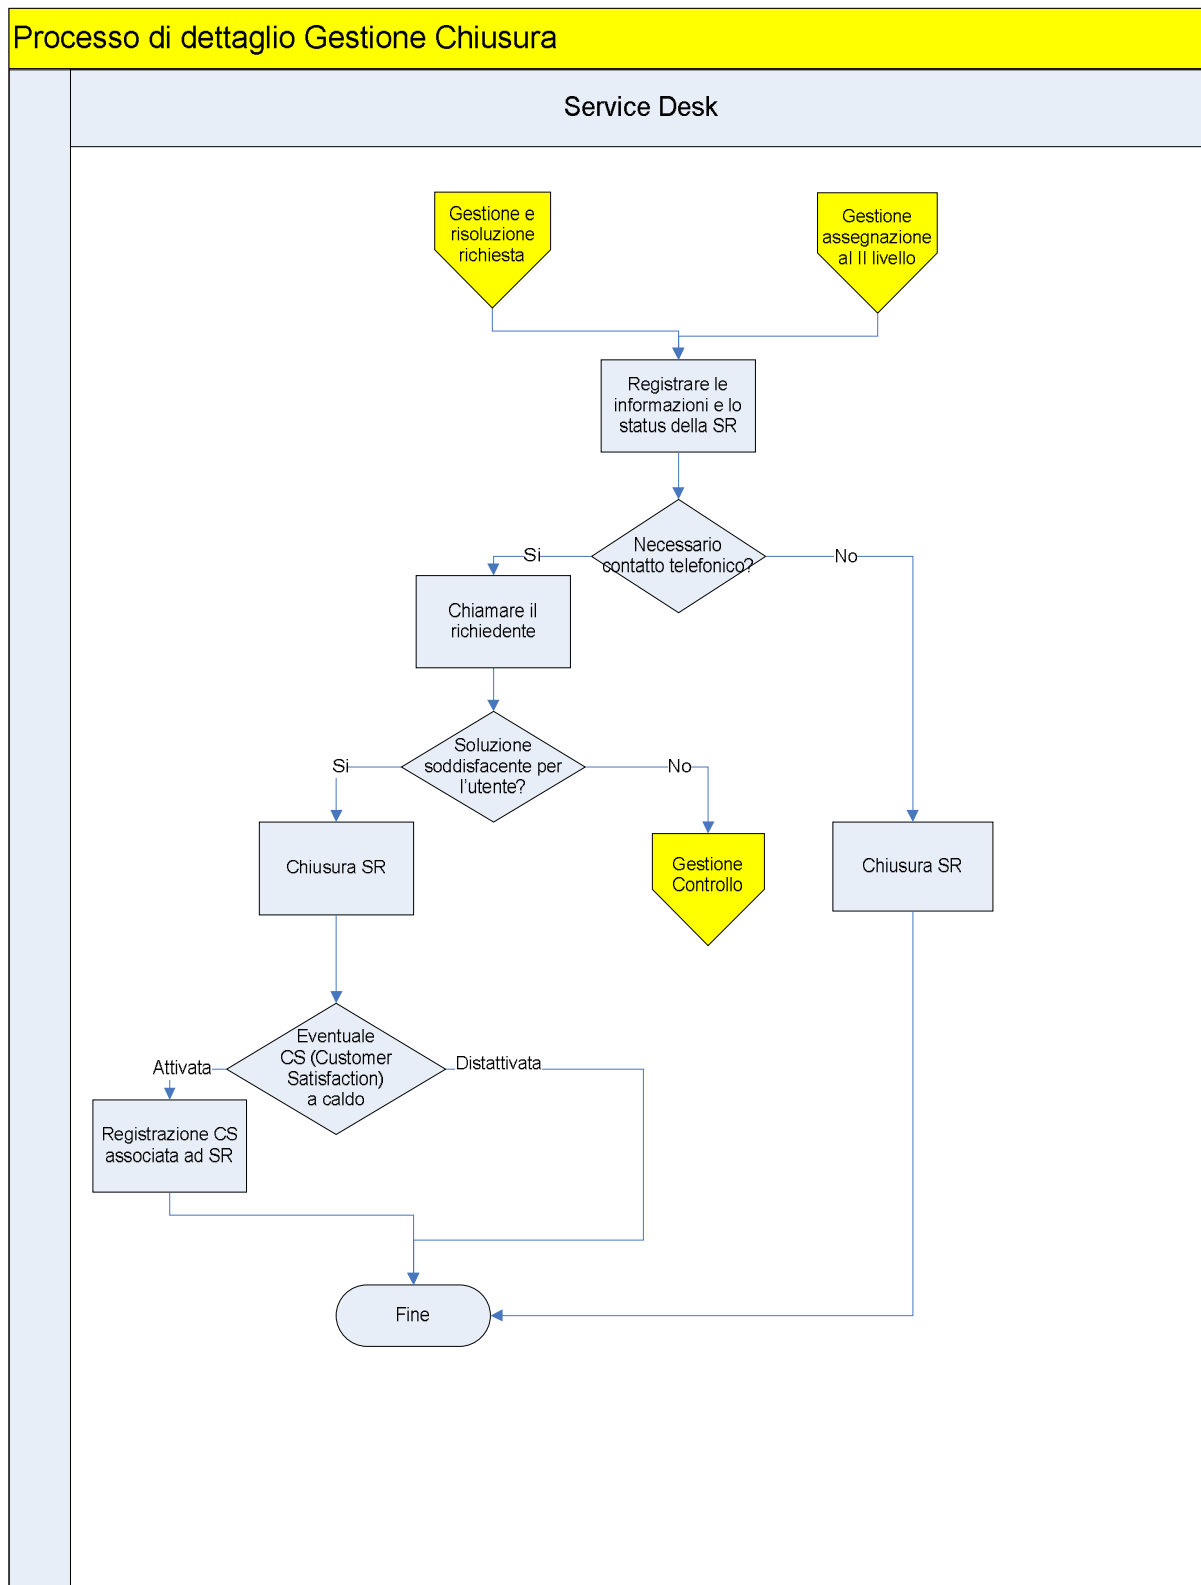 Processo di dettaglio Gestione Chiusura
Service Desk
Gestione e
risoluzione
richiesta
Gestione
assegnazione
al II livello
Registrare le
informazioni e lo
status della SR
Necessario
contatto telefonico?
Si
No
Chiamare il
richiedente
Soluzione
soddisfacente per
l'utente?
Si
No
Chiusura SR
Gestione
Controllo
Chiusura SR
Eventuale
CS (Customer
Satisfaction)
a caldo
Attivata
Distattivata
Registrazione CS
associata ad SR
Fine